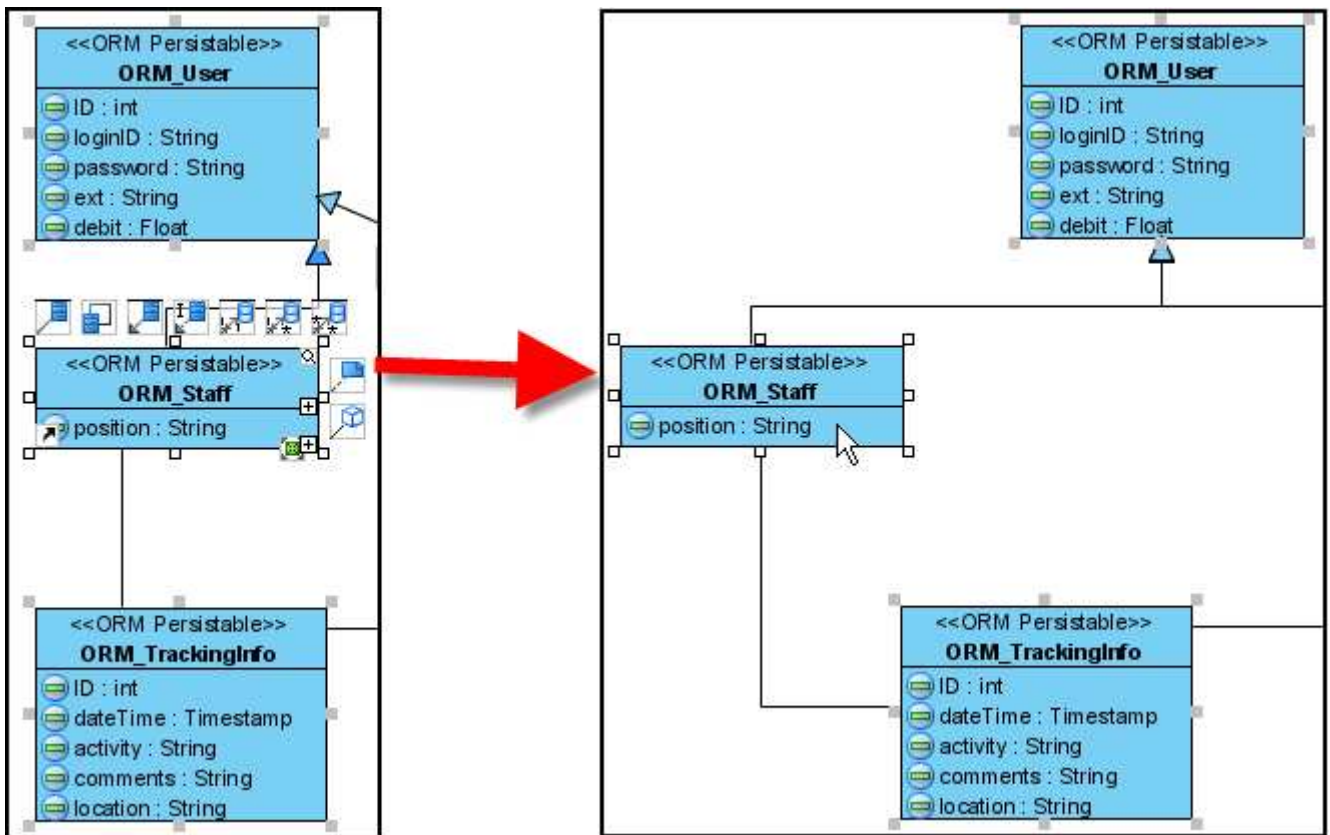 <<ORM Persistable>>
ORM_User
ID : int
loginID : String
password : String
ext : String
debit : Float
<<ORM Persistable>>
ORM_Staff
position : String
<<ORM Persistable>>
ORM_TrackingInfo
ID : int
dateTime : Timestamp
activity : String
comments : String
location : String
<<ORM Persistable>>
ORM_User
ID : int
loginID : String
password : String
ext : String
debit : Float
<<ORM Persistable>>
ORM_Staff
position : String
<<ORM Persistable>>
ORM_TrackingInfo
ID : int
dateTime : Timestamp
activity : String
comments : String
location : String